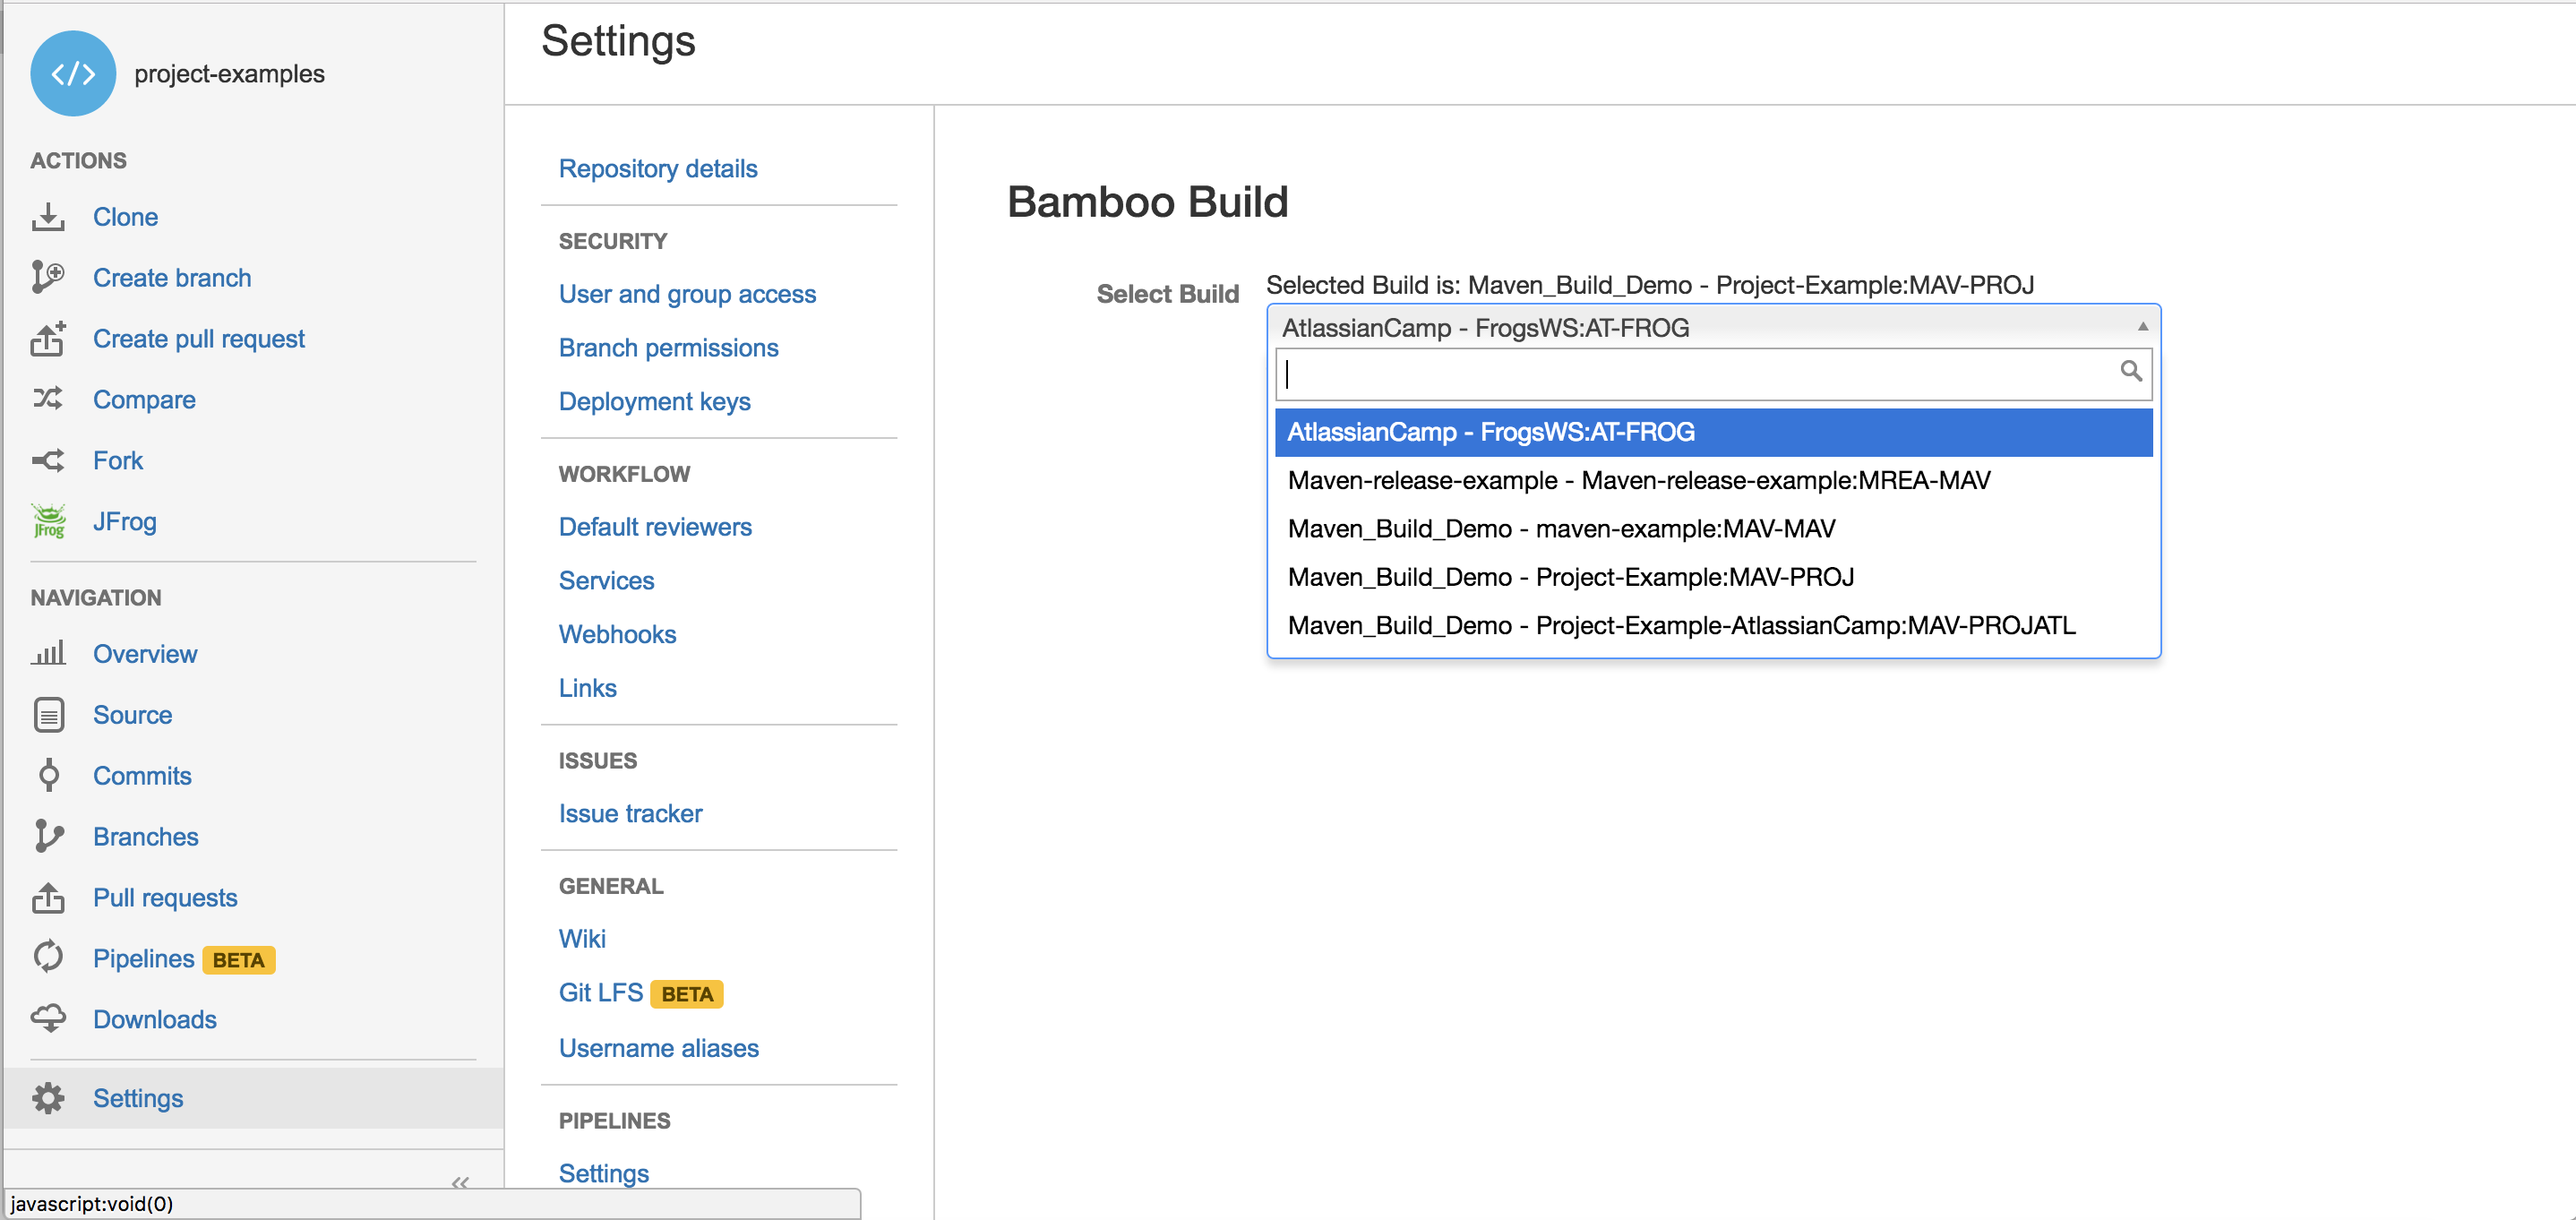 project-examples
ACTIONS
Clone
Create branch
Create pull request
Compare
Fork
JFrog
JFrog
NAVIGATION
Overview
Source
Commits
Branches
Pull requests
Pipelines BETA
Downloads
Settings
«
javascript:void(0)
Settings
Repository details
SECURITY
User and group access
Branch permissions
Deployment keys
WORKFLOW
Default reviewers
Services
Webhooks
Links
ISSUES
Issue tracker
GENERAL
Wiki
Git LFS BETA
Username aliases
PIPELINES
Settings
Bamboo Build
Select Build
Selected Build is: Maven_Build_Demo - Project-Example:MAV-PROJ
AtlassianCamp - FrogsWS:AT-FROG
AtlassianCamp - FrogsWS:AT-FROG
Maven-release-example - Maven-release-example:MREA-MAV
Maven_Build_Demo - maven-example:MAV-MAV
Maven_Build_Demo - Project-Example:MAV-PROJ
Maven_Build_Demo - Project-Example-AtlassianCamp:MAV-PROJATL